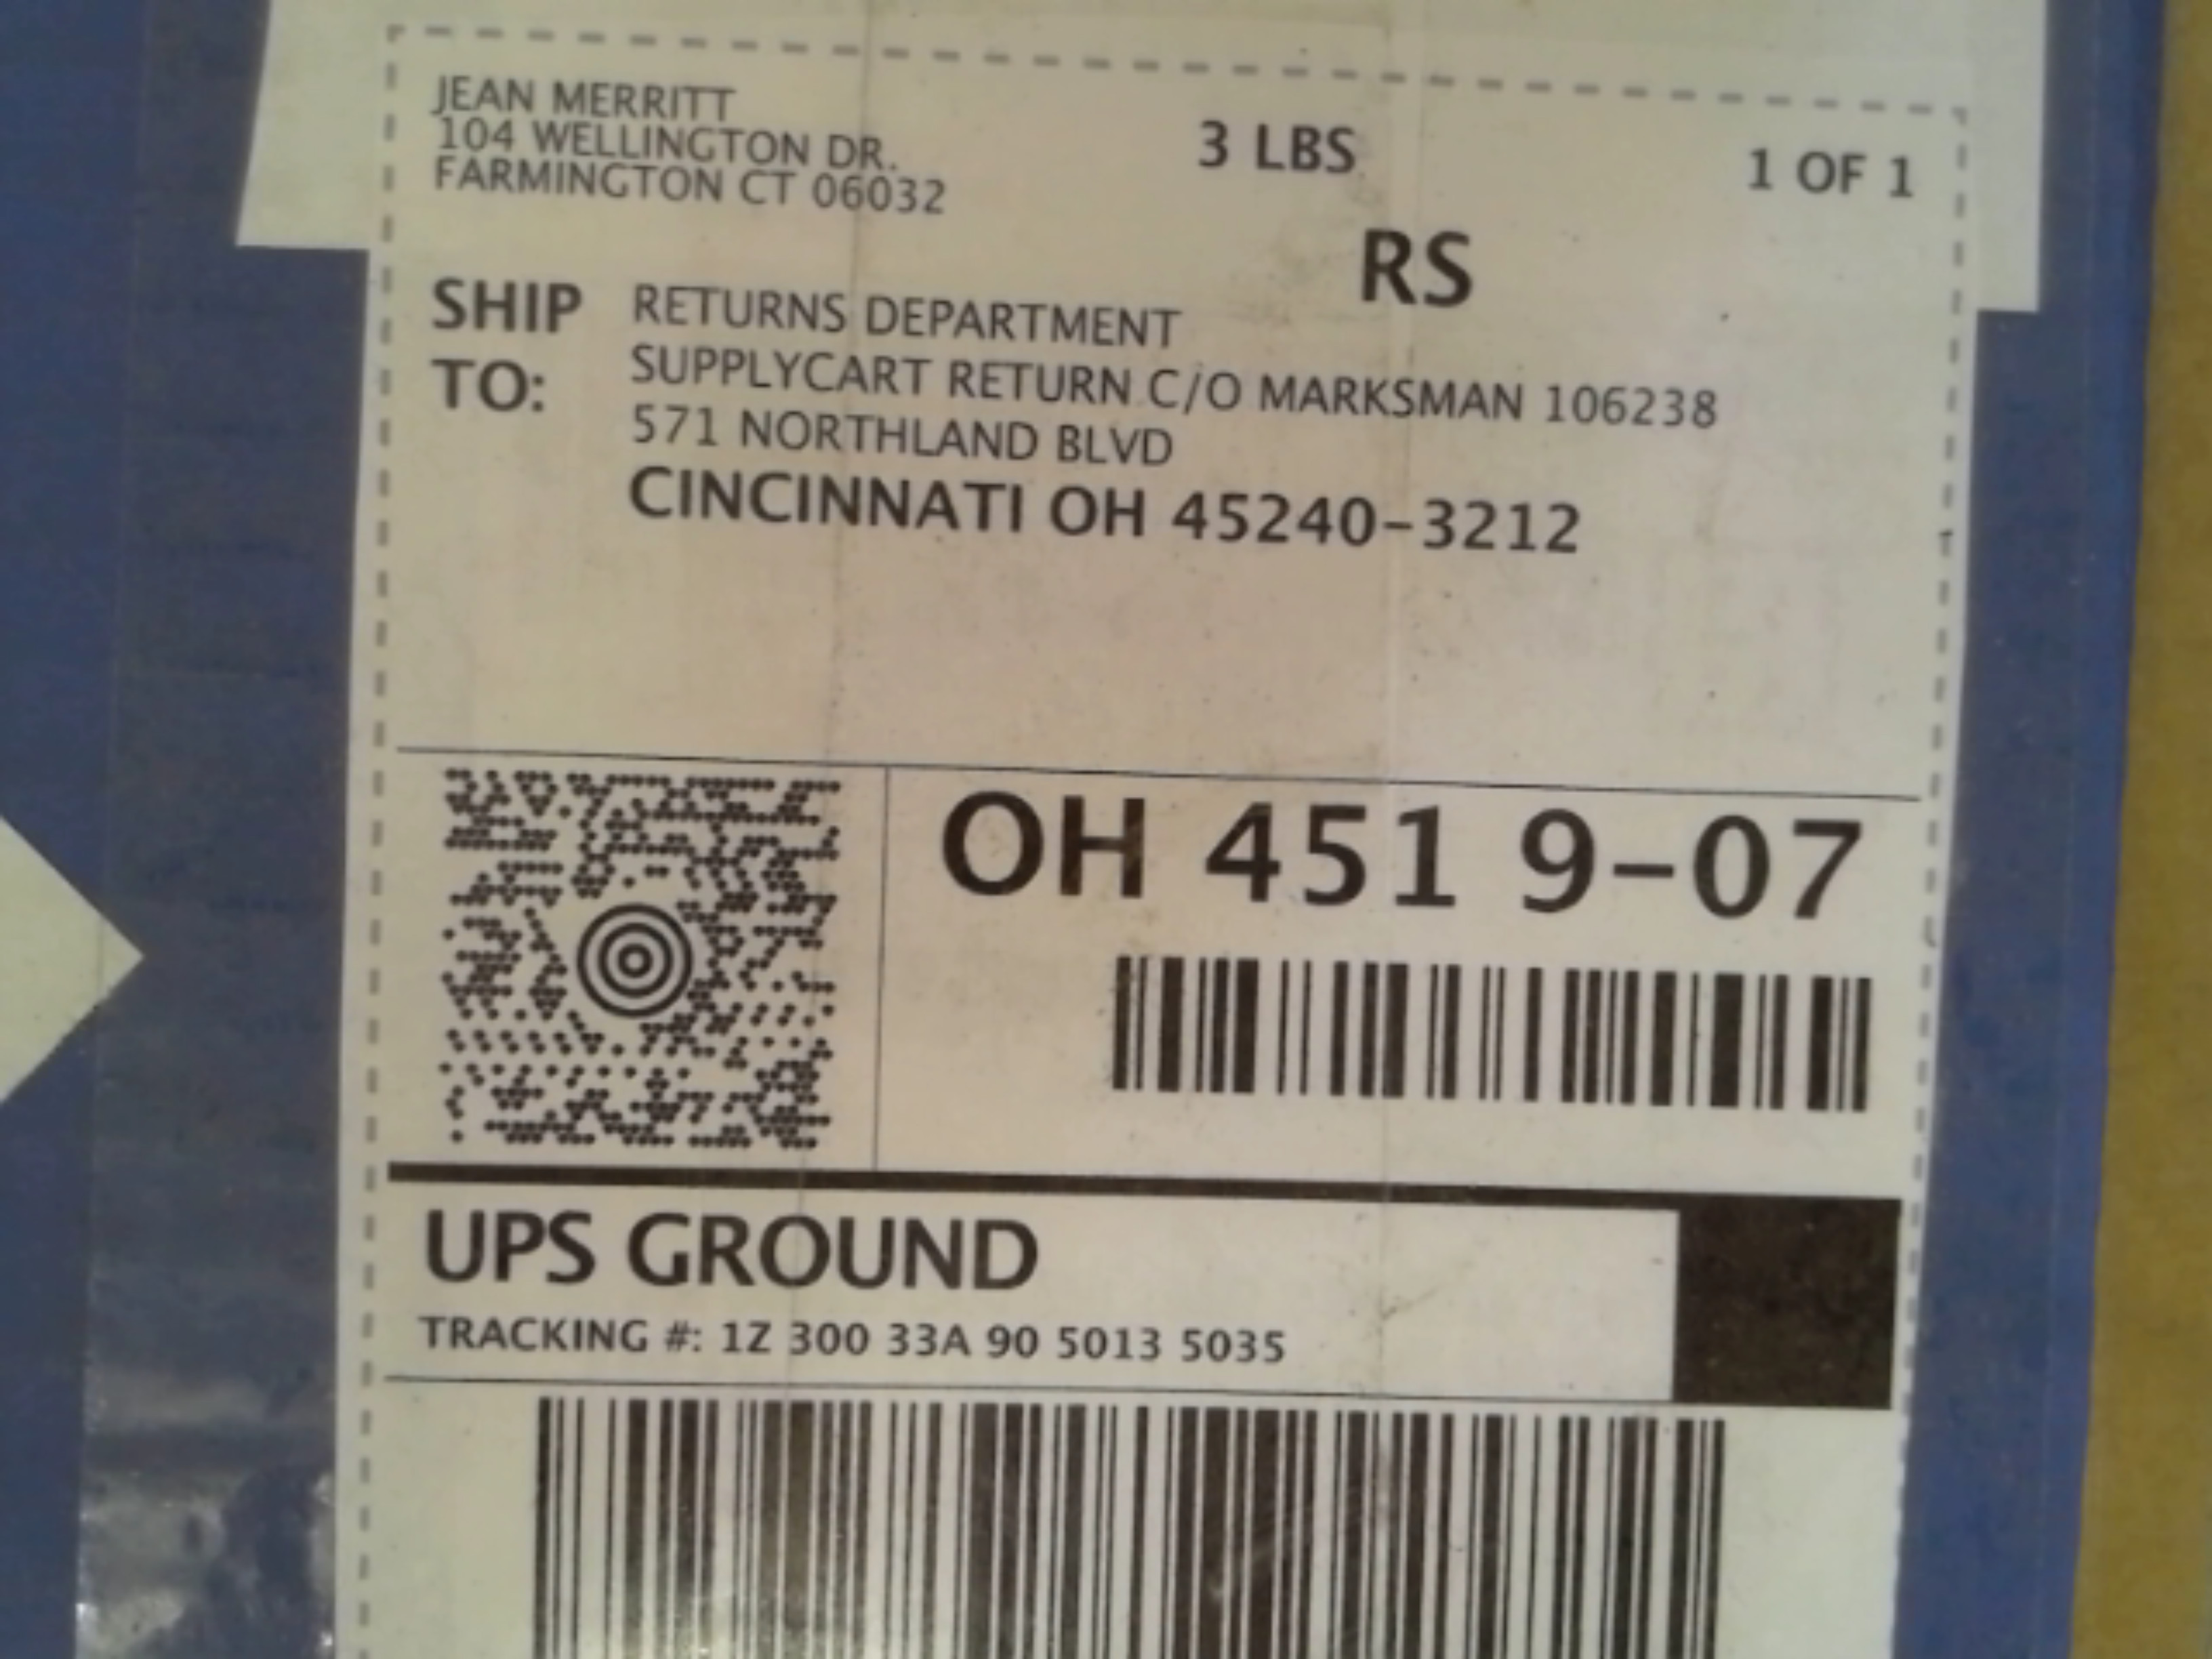 JEAN MERRITT
104 WELLINGTON DR.
FARMINGTON CT 06032
3 LBS
1 OF 1
RS
SHIP TO:
RETURNS DEPARTMENT
SUPPLYCART RETURN C/O MARKSMAN 106238
571 NORTHLAND BLVD
CINCINNATI OH 45240-3212
OH 451 9-07
UPS GROUND
TRACKING #: 1Z 300 33A 90 5013 5035